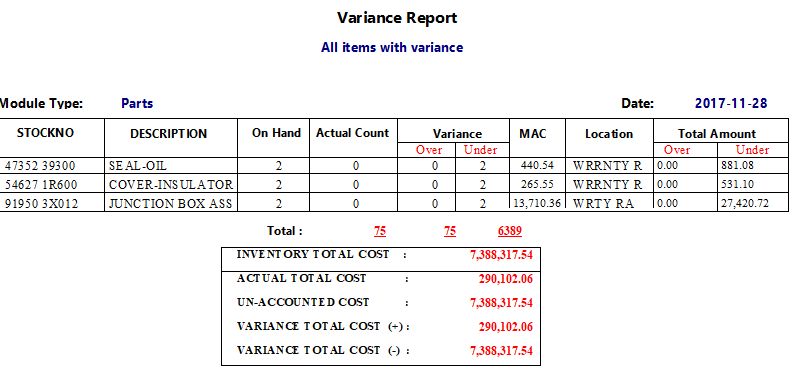 Variance Report
All items with variance
Module Type: Parts Date: 2017-11-28
STOCKNO DESCRIPTION On Hand Actual Count Variance MAC Location Total Amount
Over Under Over Under
47352 39300 SEAL-OIL 2 0 0 2 440.54 WRRNTY R 0.00 881.08
54627 1R600 COVER-INSULATOR 2 0 0 2 265.55 WRRNTY R 0.00 531.10
91950 3X012 JUNCTION BOX ASS 2 0 0 2 13,710.36 WRTY RA 0.00 27,420.72
Total : 75 75 6389
INVENTORY TOTAL COST : 7,388,317.54
ACTUAL TOTAL COST : 290,102.06
UN-ACCOUNTED COST : 7,388,317.54
VARIANCE TOTAL COST (+) : 290,102.06
VARIANCE TOTAL COST (-) : 7,388,317.54